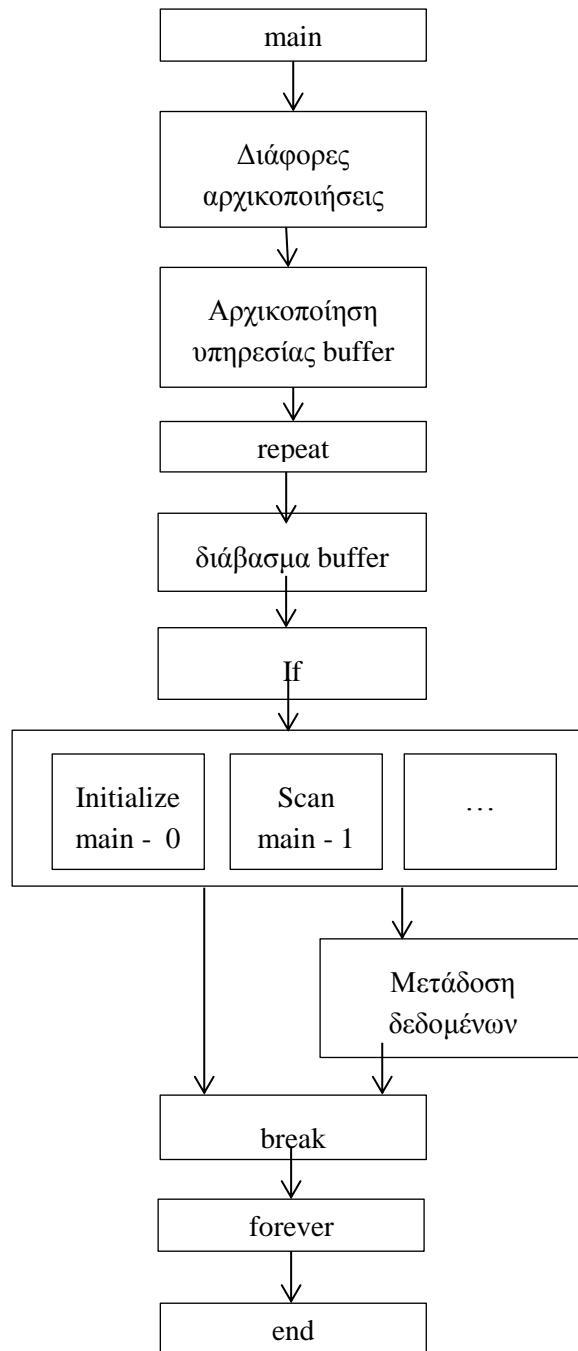 main
Διάφορες
αρχικοποιήσεις
Αρχικοποίηση
υπηρεσίας buffer
repeat
διάβασμα buffer
If
Initialize
main - 0
Scan
main - 1
…
Μετάδοση
δεδομένων
break
forever
end